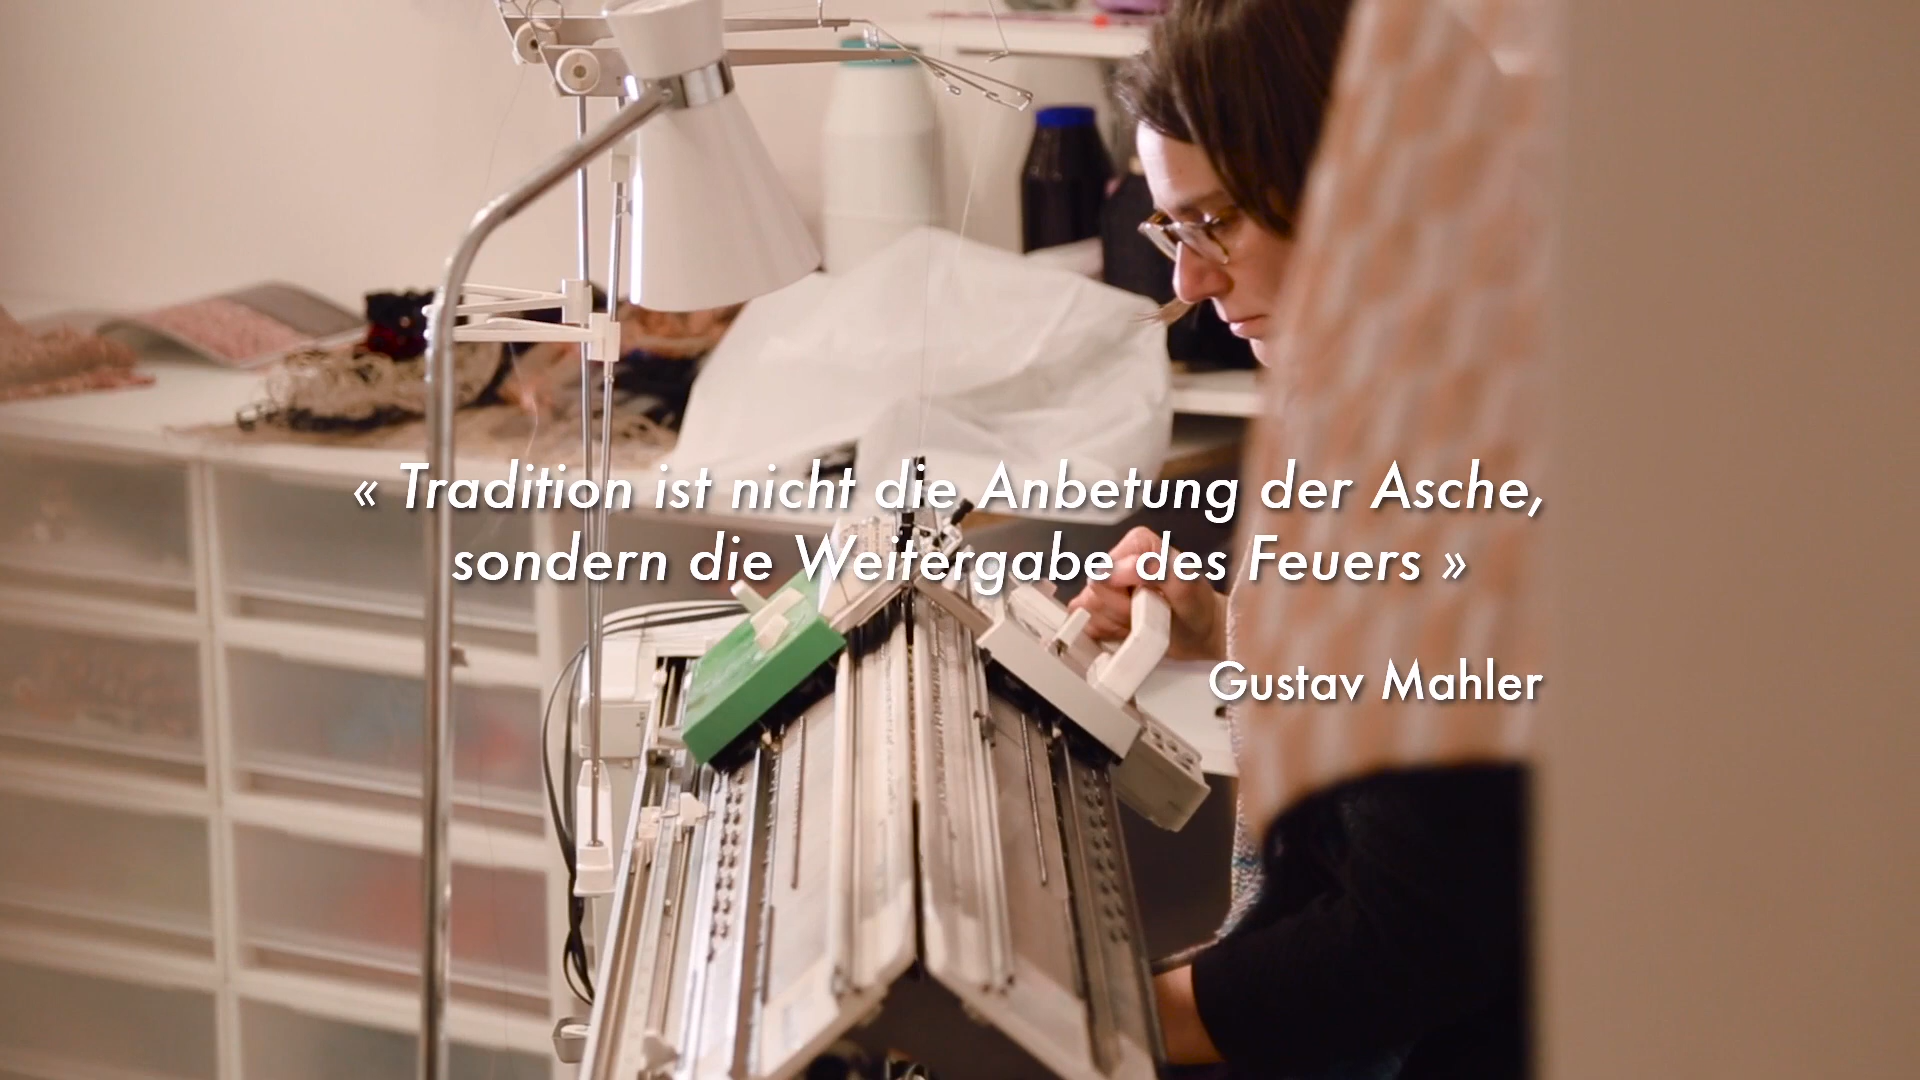 « Tradition ist nicht die Anbetung der Asche,
sondern die Weitergabe des Feuers »
Gustav Mahler